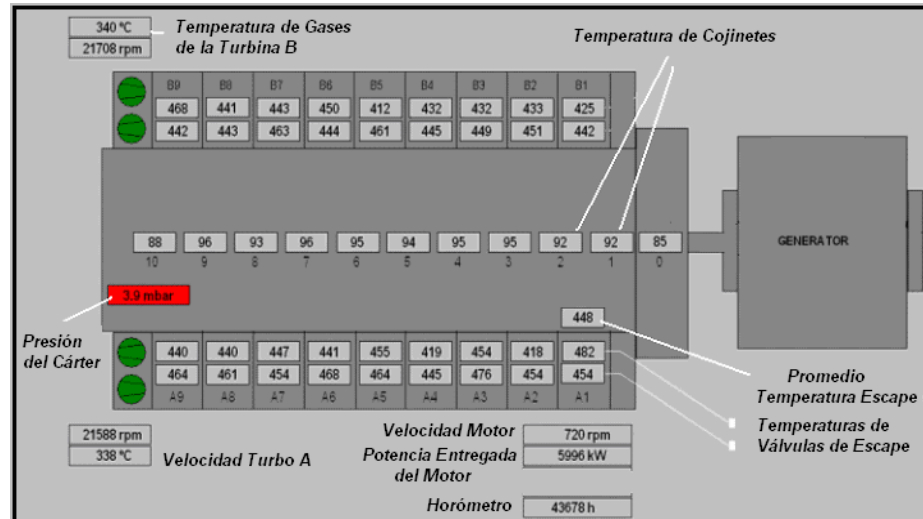 340 ºC
21708 rpm
Temperatura de Gases
de la Turbina B
Temperatura de Cojinetes
B9 B8 B7 B6 B5 B4 B3 B2 B1
468 441 443 450 412 432 432 433 425
442 443 463 444 461 445 449 451 442
88 96 93 96 95 94 95 95 92 92 85
10 9 8 7 6 5 4 3 2 1 0
GENERATOR
3.9 mbar
448
Presión
del Cárter
440 440 447 441 455 419 454 418 482
464 461 454 468 464 445 476 454 454
A9 A8 A7 A6 A5 A4 A3 A2 A1
Promedio
Temperatura Escape
Temperaturas de
Válvulas de Escape
21588 rpm
338 ºC
Velocidad Turbo A
Velocidad Motor 720 rpm
Potencia Entregada 5996 kW
del Motor
Horómetro 43678 h